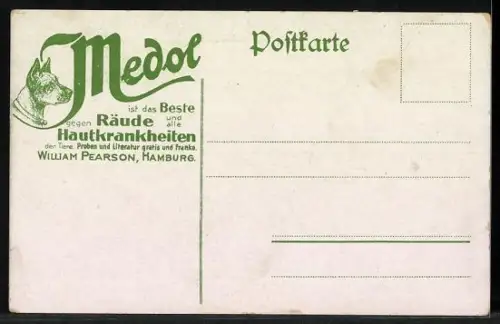 Medol
Postkarte
ist das Beste
gegen Räude und alle
Hautkrankheiten
der Tiere. Proben und Literatur gratis und franko.
WILLIAM PEARSON, HAMBURG.